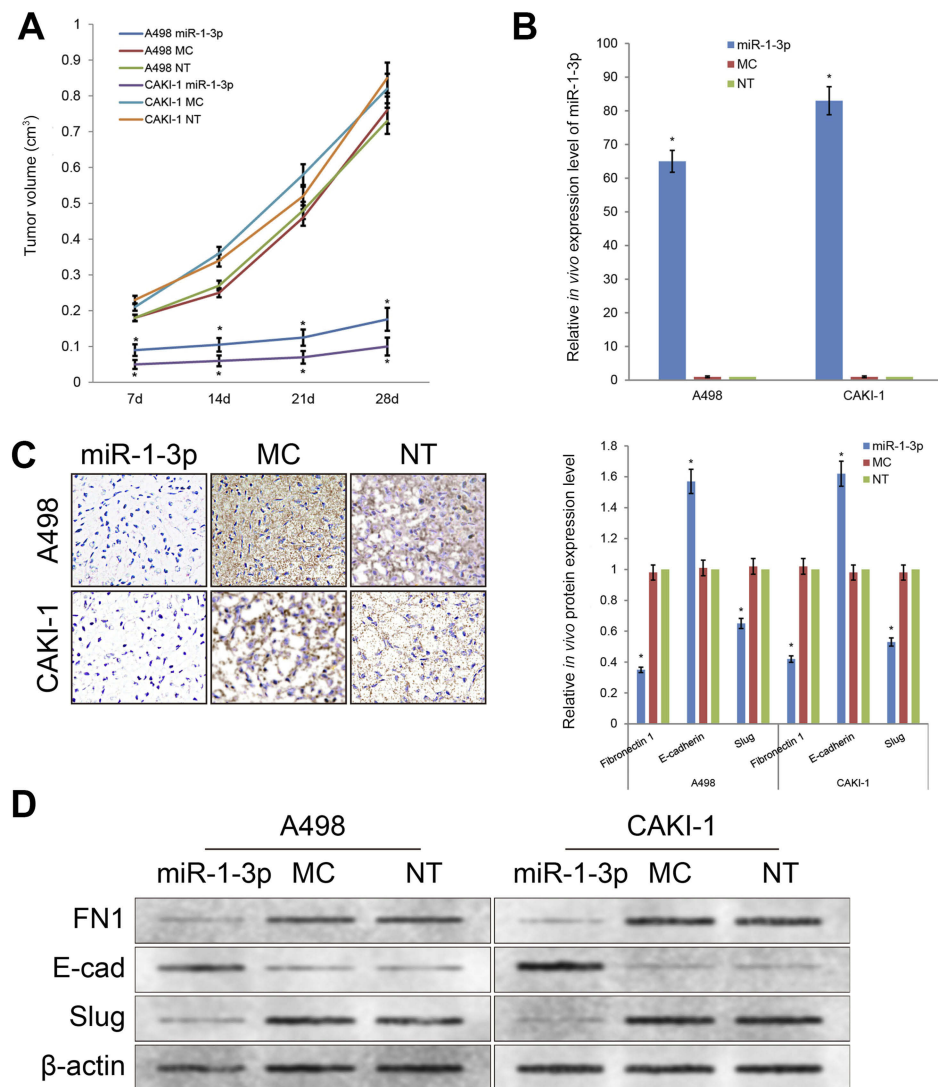 A
Tumor volume (cm³)
1
0.9
0.8
0.7
0.6
0.5
0.4
0.3
0.2
0.1
0
A498 miR-1-3p
A498 MC
A498 NT
CAKI-1 miR-1-3p
CAKI-1 MC
CAKI-1 NT
*
*
*
*
*
*
*
*
7d
14d
21d
28d
B
Relative in vivo expression level of miR-1-3p
100
90
80
70
60
50
40
30
20
10
0
miR-1-3p
MC
NT
*
*
A498
CAKI-1
C
miR-1-3p
MC
NT
A498
CAKI-1
Relative in vivo protein expression level
1.8
1.6
1.4
1.2
1
0.8
0.6
0.4
0.2
0
miR-1-3p
MC
NT
*
*
*
*
*
*
Fibronectin 1
E-cadherin
Slug
Fibronectin 1
E-cadherin
Slug
A498
CAKI-1
D
A498
CAKI-1
miR-1-3p
MC
NT
miR-1-3p
MC
NT
FN1
E-cad
Slug
β-actin